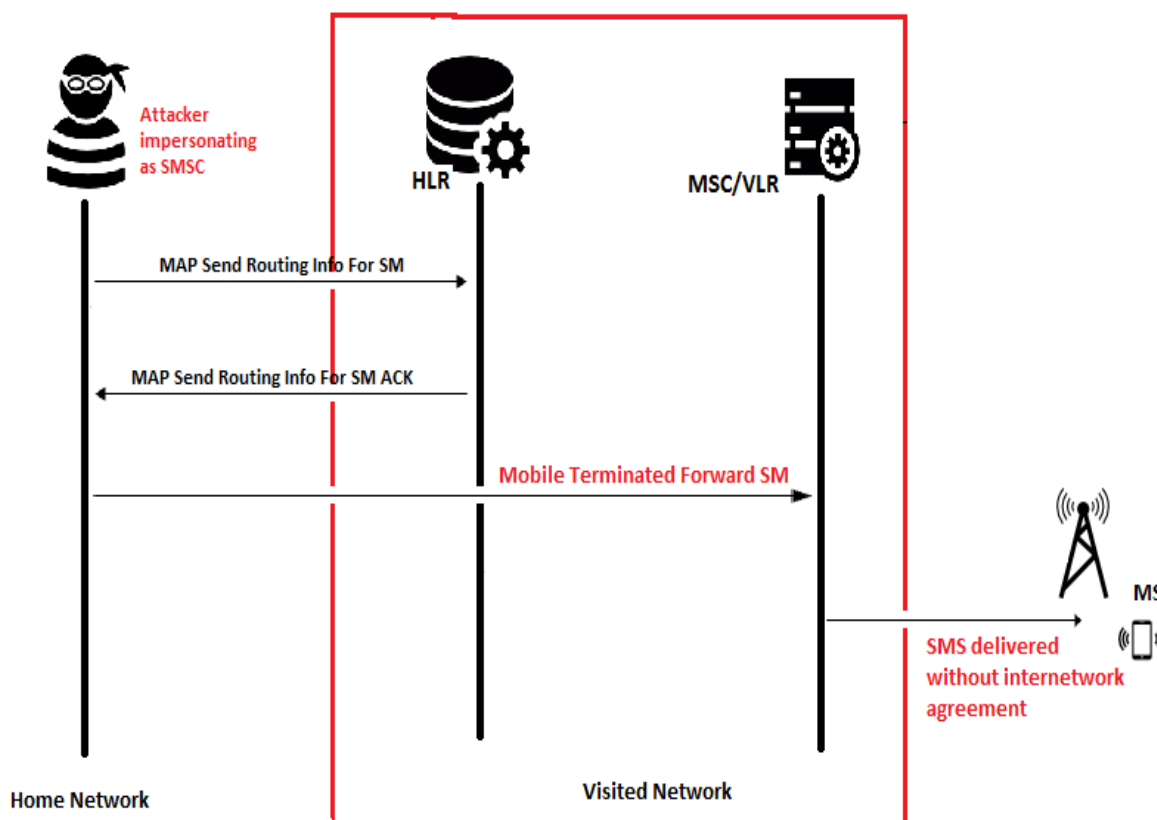 Attacker
impersonating
as SMSC
HLR
MSC/VLR
MAP Send Routing Info For SM
MAP Send Routing Info For SM ACK
Mobile Terminated Forward SM
MS
SMS delivered
without internetwork
agreement
Home Network
Visited Network